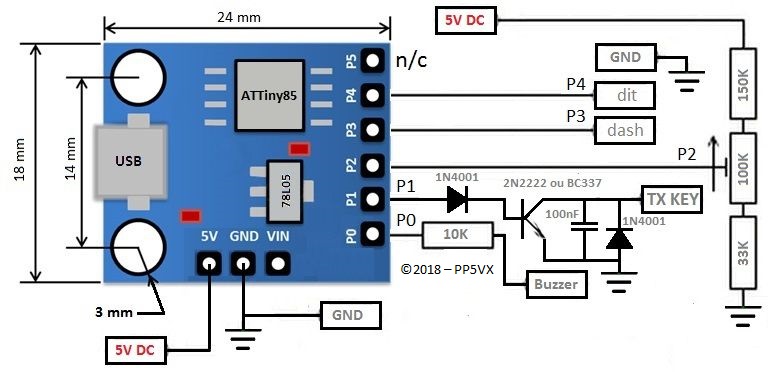 24 mm
5V DC
18 mm
14 mm
ATTiny85
USB
78L05
P5
P4
P3
P2
P1
P0
5V
GND
VIN
3 mm
5V DC
GND
n/c
GND
P4
dit
P3
dash
P2
P1
1N4001
2N2222 ou BC337
TX KEY
100nF
1N4001
P0
10K
©2018 – PP5VX
Buzzer
150K
100K
33K